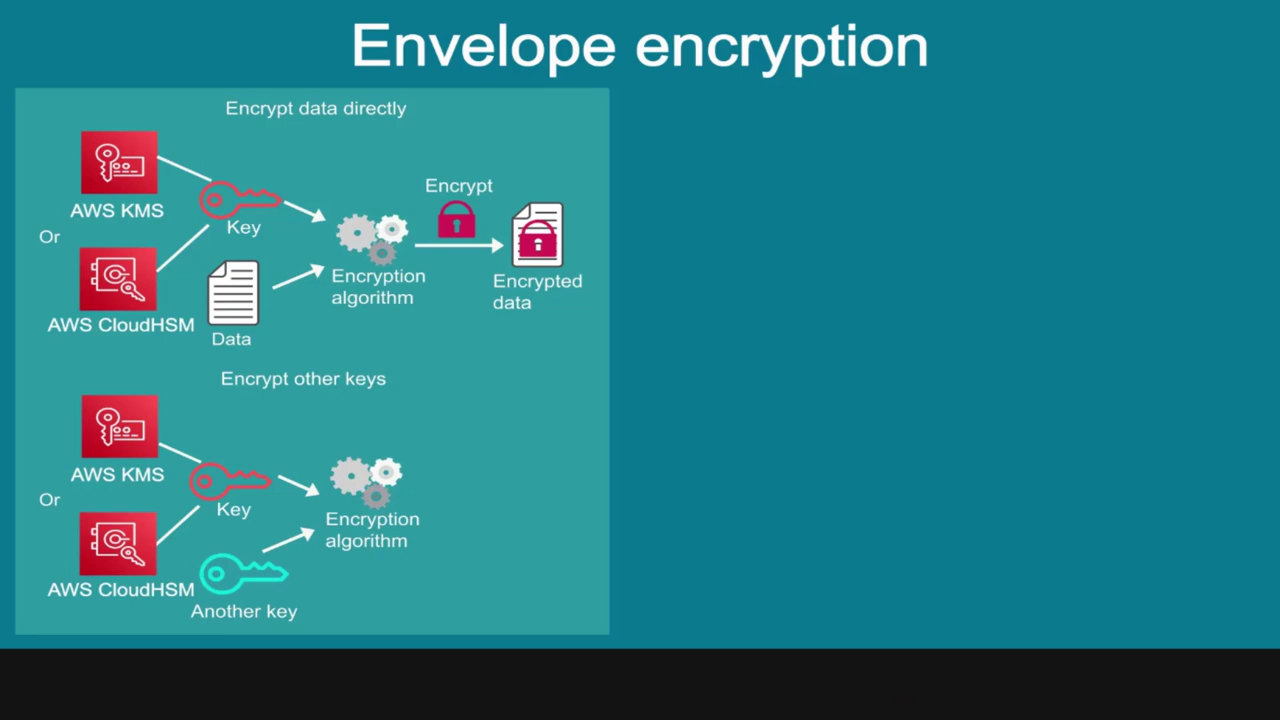 Envelope encryption
Encrypt data directly
AWS KMS
Or
AWS CloudHSM
Key
Data
Encryption
algorithm
Encrypt
Encrypted
data
Encrypt other keys
AWS KMS
Or
AWS CloudHSM
Key
Another key
Encryption
algorithm